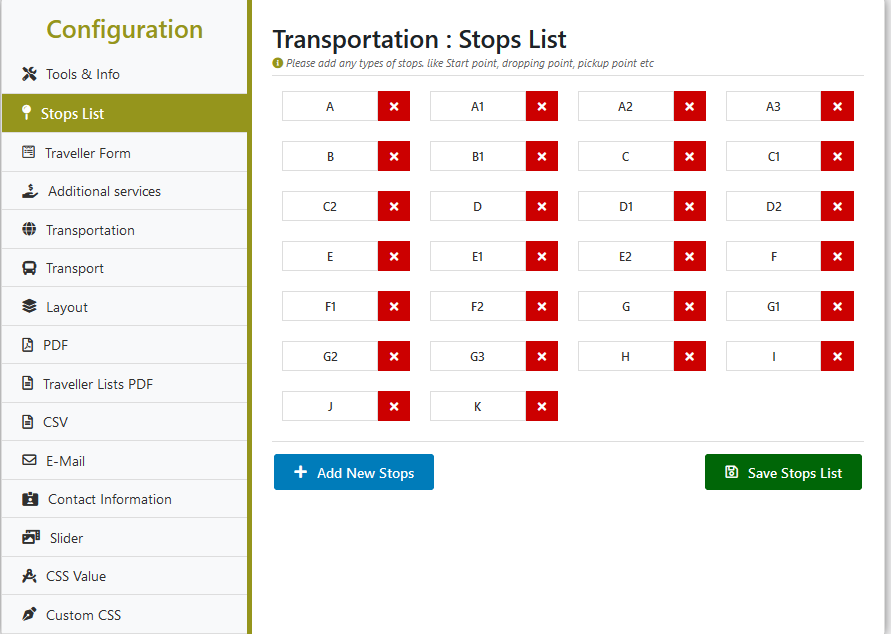 Configuration
Tools & Info
Stops List
Traveller Form
Additional services
Transportation
Transport
Layout
PDF
Traveller Lists PDF
CSV
E-Mail
Contact Information
Slider
CSS Value
Custom CSS
Transportation : Stops List
Please add any types of stops. like Start point, dropping point, pickup point etc
A A1 A2 A3
B B1 C C1
C2 D D1 D2
E E1 E2 F
F1 F2 G G1
G2 G3 H I
J K
Add New Stops Save Stops List